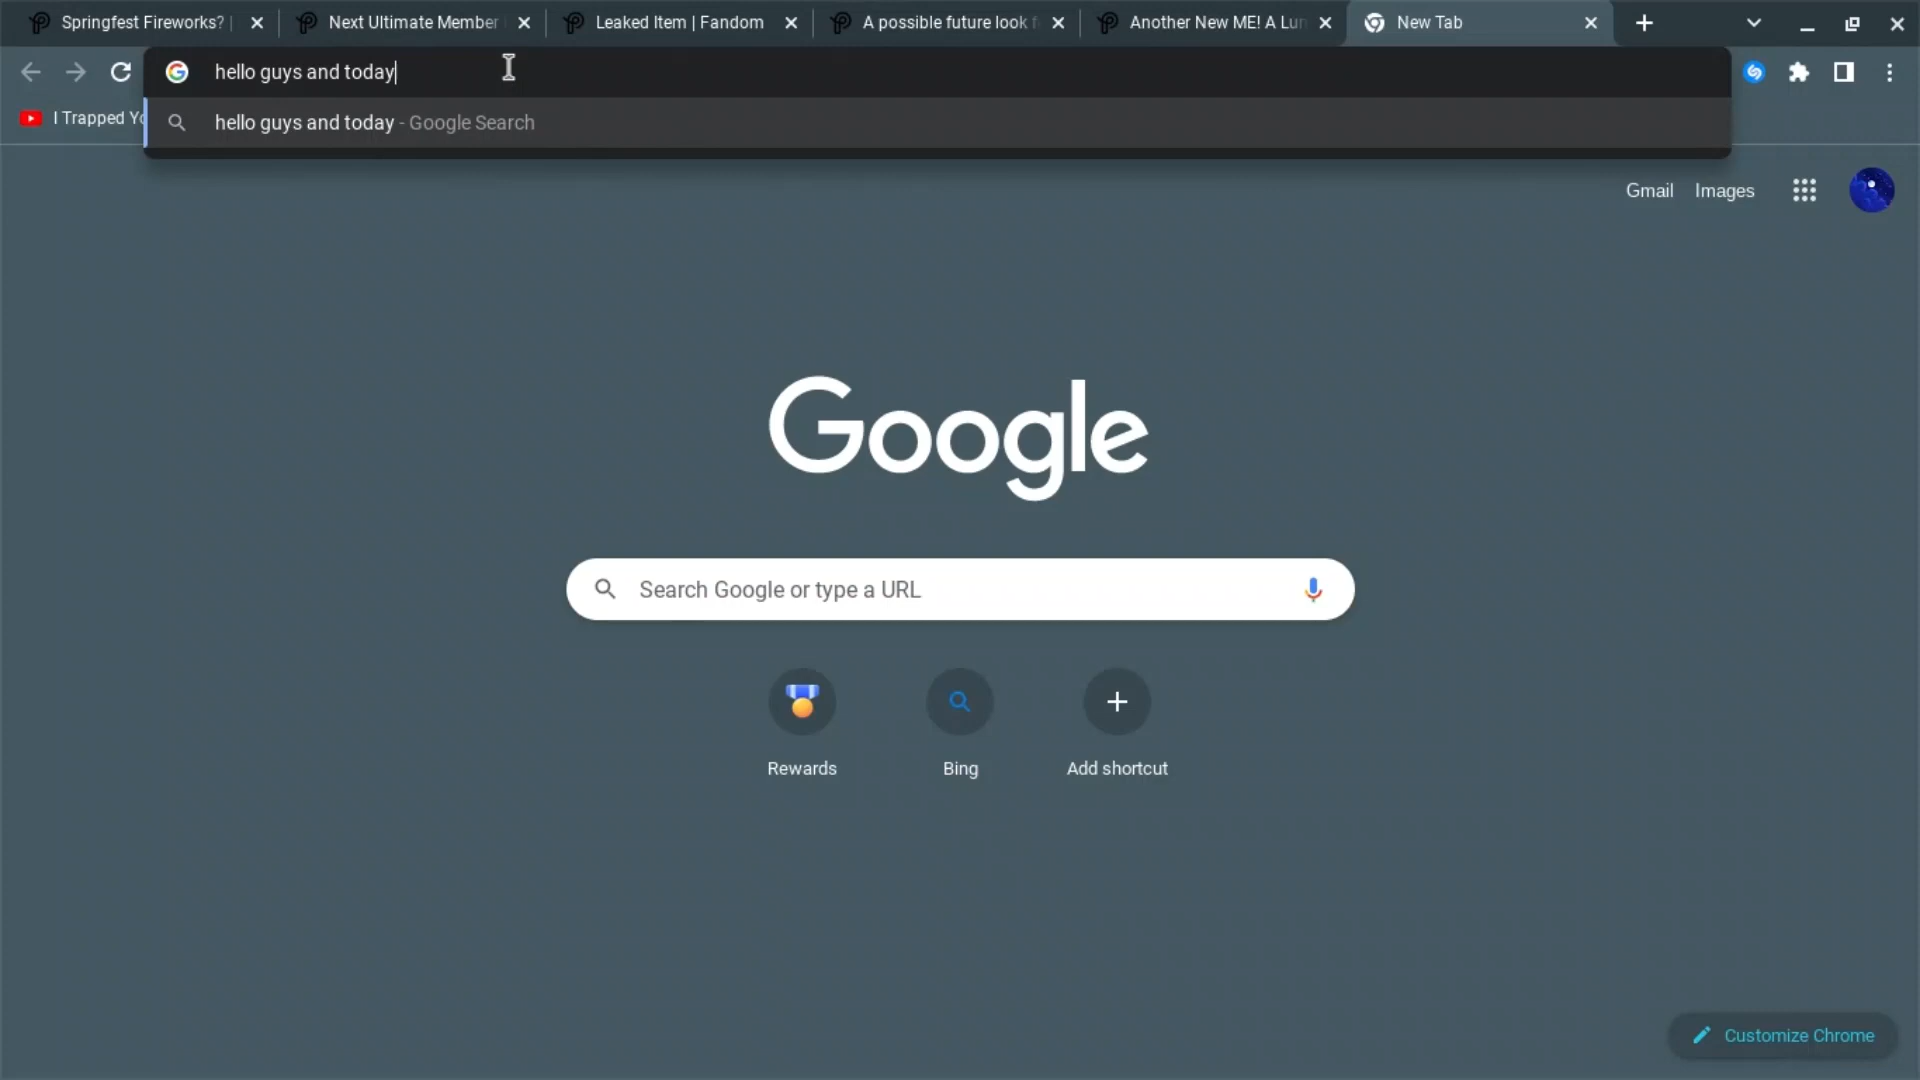 Springfest Fireworks? |
Next Ultimate Member
Leaked Item | Fandom
A possible future look f
Another New ME! A Lun
New Tab
hello guys and today
I Trapped Yo
hello guys and today - Google Search
Gmail
Images
Google
Search Google or type a URL
Rewards
Bing
Add shortcut
Customize Chrome